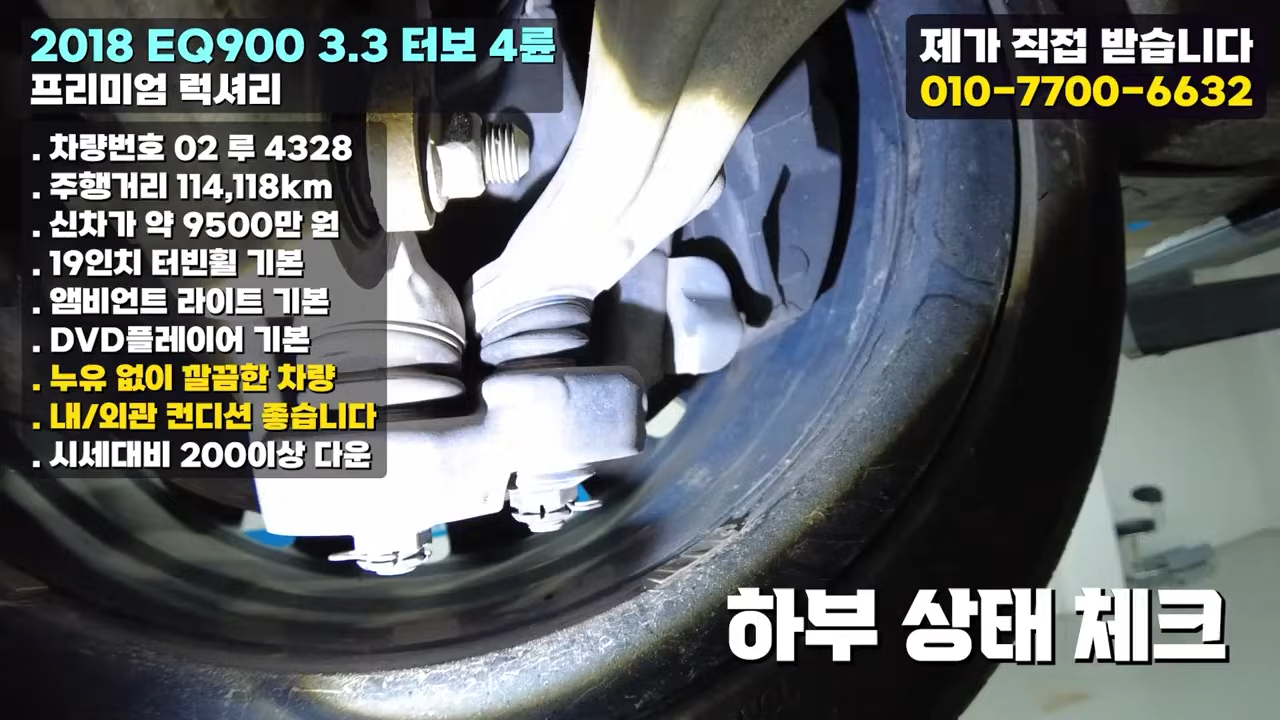 2018 EQ900 3.3 터보 4륜
프리미엄 럭셔리
제가 직접 받습니다
010-7700-6632
. 차량번호 02 루 4328
. 주행거리 114,118km
. 신차가 약 9500만 원
. 19인치 터빈휠 기본
. 앰비언트 라이트 기본
. DVD플레이어 기본
. 누유 없이 깔끔한 차량
. 내/외관 컨디션 좋습니다
. 시세대비 200이상 다운
하부 상태 체크